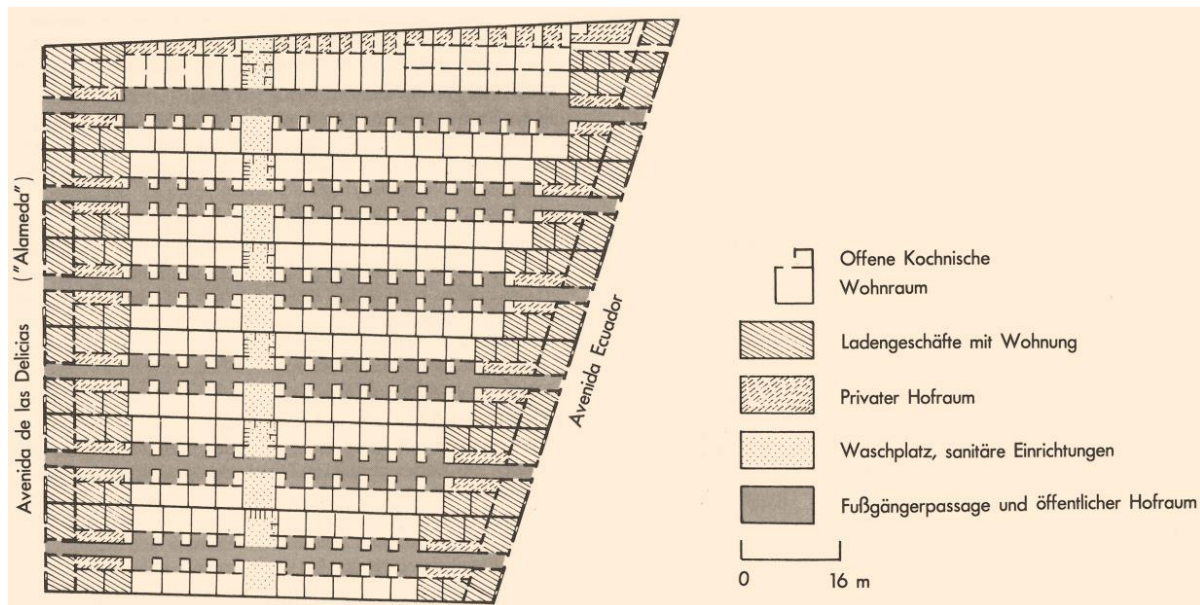 Avenida de las Delicias ("Alameda")
Avenida Ecuador
Offene Kochnische
Wohnraum
Ladengeschäfte mit Wohnung
Privater Hofraum
Waschplatz, sanitäre Einrichtungen
Fußgängerpassage und öffentlicher Hofraum
0 16 m